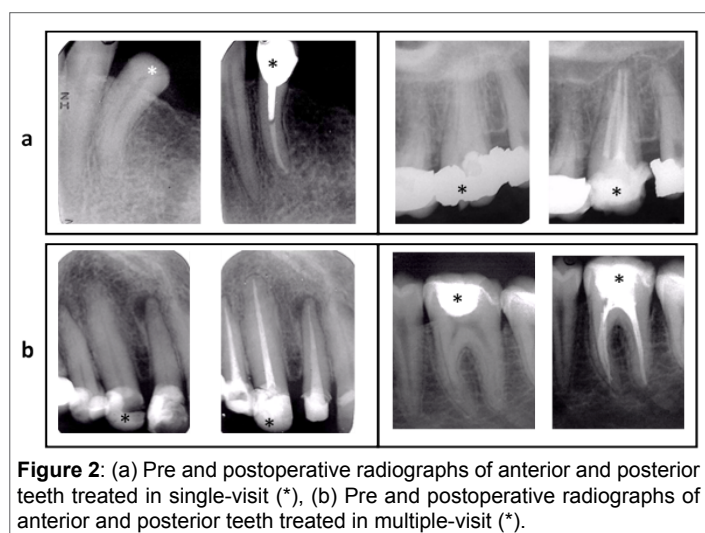 a
*
*
*
*
b
*
*
*
*
Figure 2: (a) Pre and postoperative radiographs of anterior and posterior
teeth treated in single-visit (*), (b) Pre and postoperative radiographs of
anterior and posterior teeth treated in multiple-visit (*).